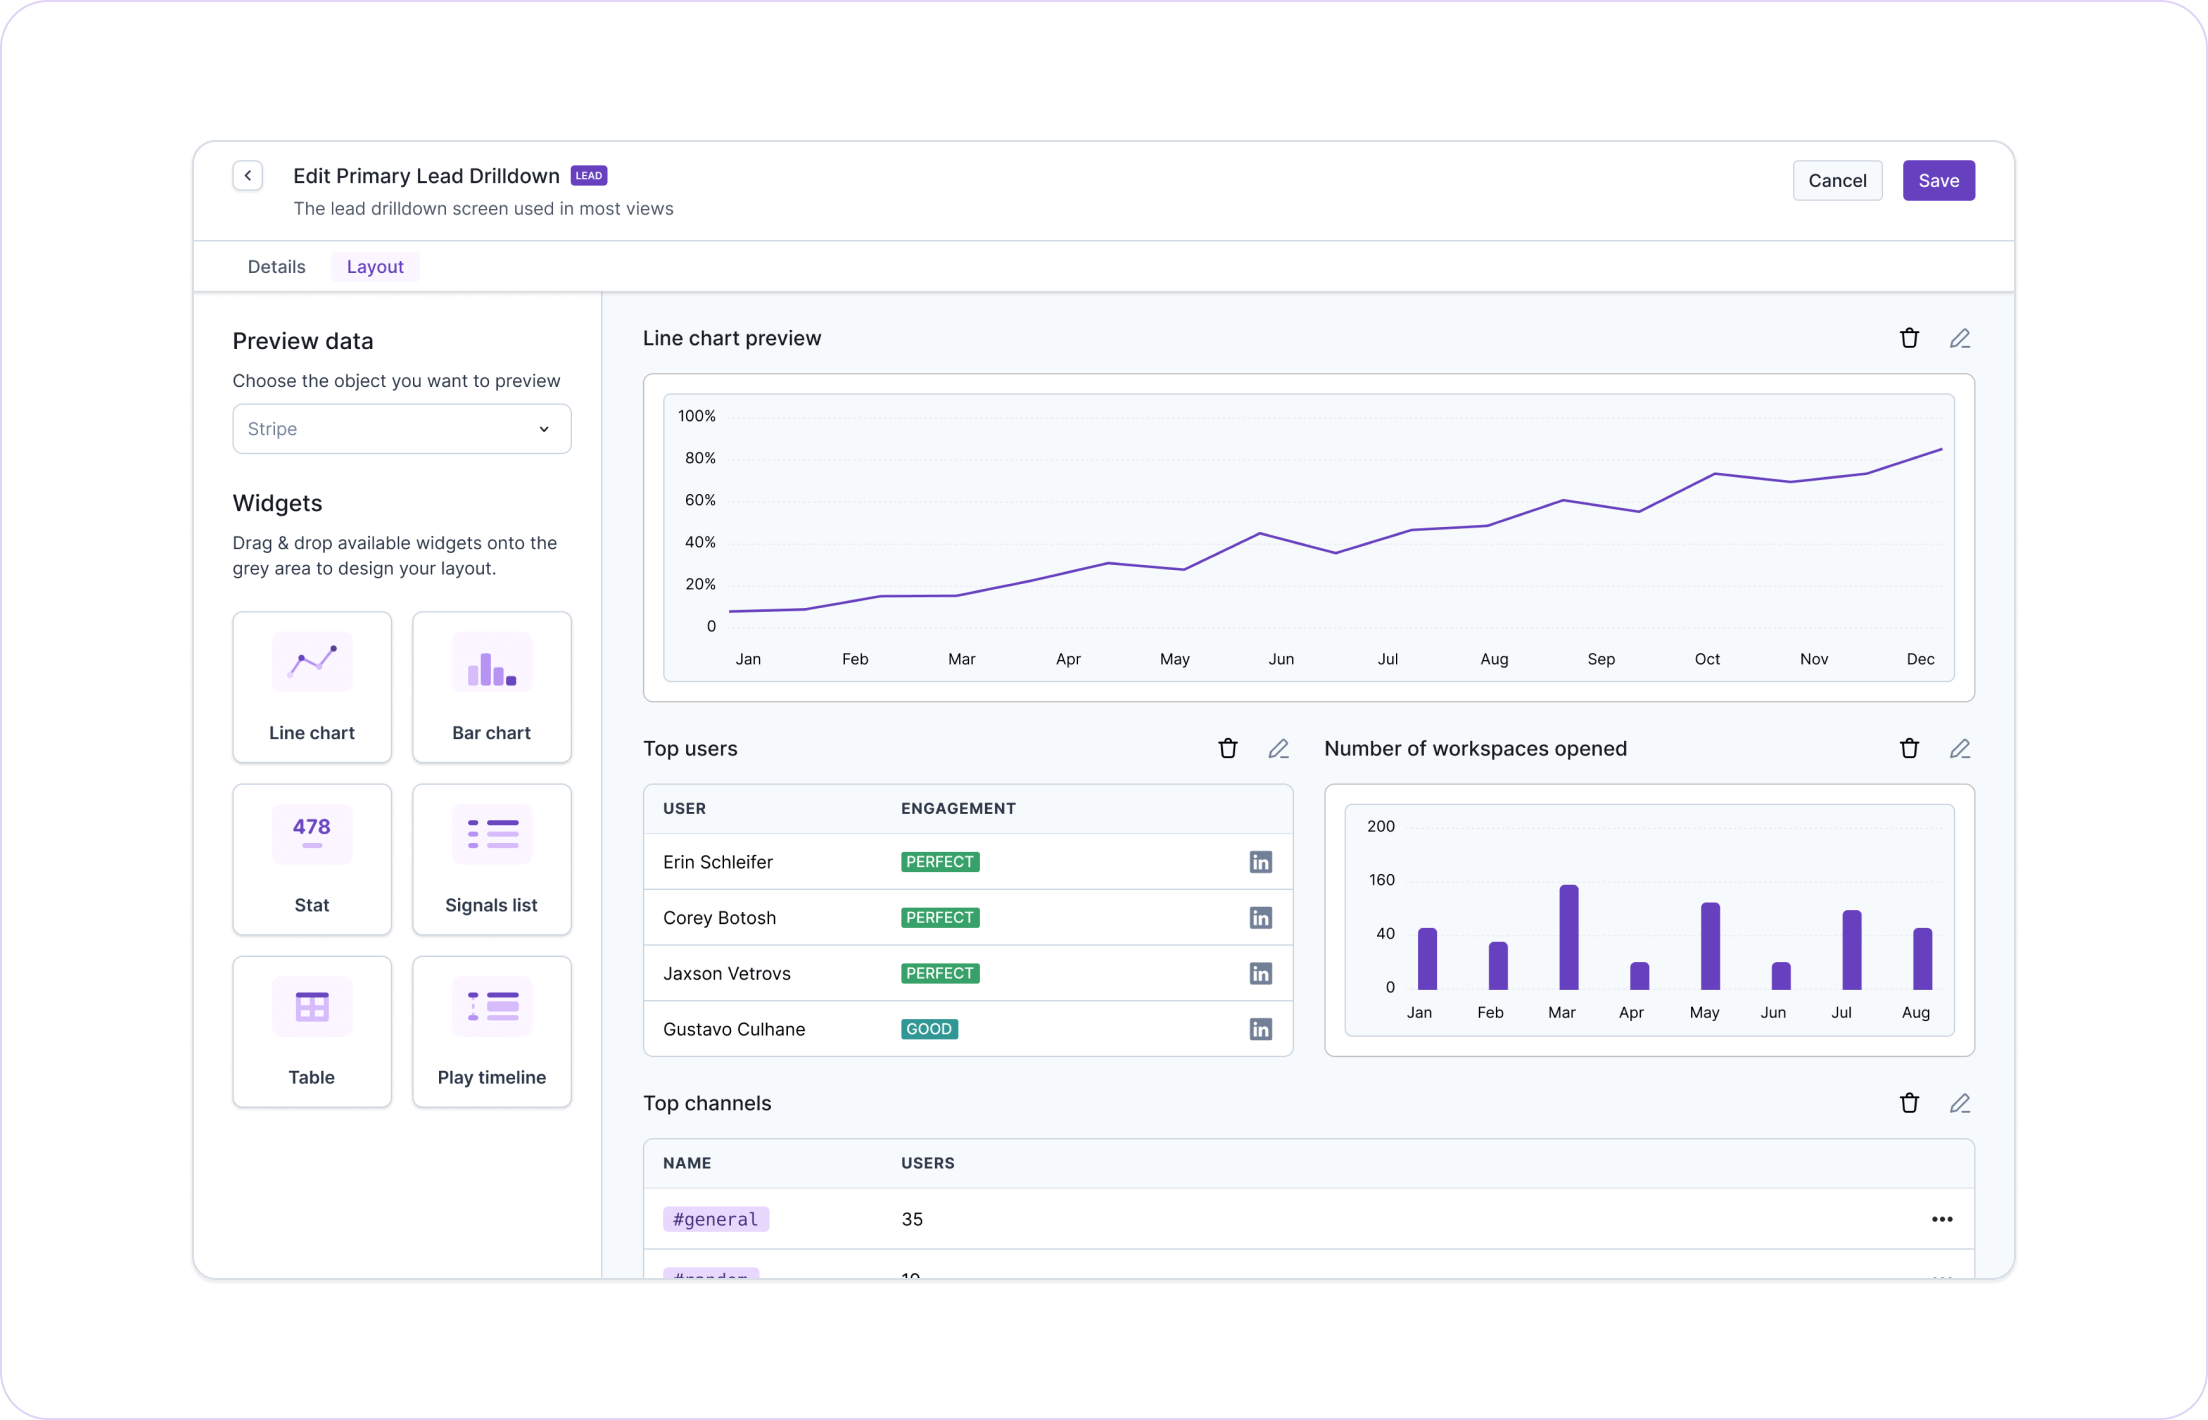 Edit Primary Lead Drilldown LEAD
The lead drilldown screen used in most views
Cancel
Save
Details
Layout
Preview data
Choose the object you want to preview
Stripe
Widgets
Drag & drop available widgets onto the
grey area to design your layout.
Line chart
Bar chart
478
Stat
Signals list
Table
Play timeline
Line chart preview
100%
80%
60%
40%
20%
0
Jan Feb Mar Apr May Jun Jul Aug Sep Oct Nov Dec
Top users
USER ENGAGEMENT
Erin Schleifer PERFECT in
Corey Botosh PERFECT in
Jaxson Vetrovs PERFECT in
Gustavo Culhane GOOD in
Number of workspaces opened
200
160
40
0
Jan Feb Mar Apr May Jun Jul Aug
Top channels
NAME USERS
#general 35